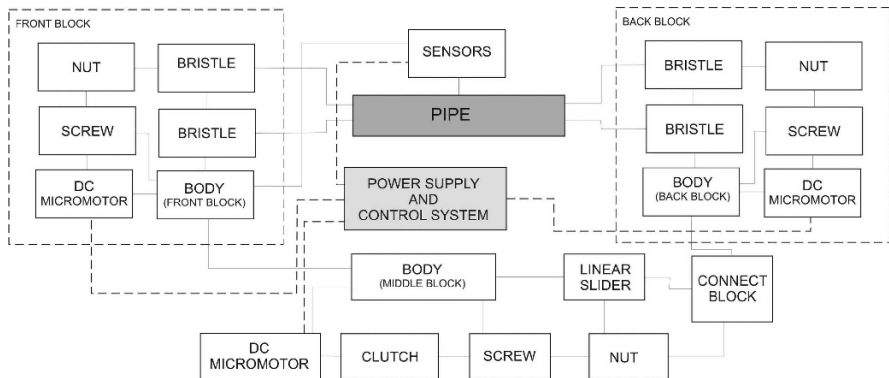 FRONT BLOCK
NUT
BRISTLE
SCREW
BRISTLE
DC
MICROMOTOR
BODY
(FRONT BLOCK)
SENSORS
PIPE
POWER SUPPLY
AND
CONTROL SYSTEM
BACK BLOCK
BRISTLE
NUT
BRISTLE
SCREW
BODY
(BACK BLOCK)
DC
MICROMOTOR
BODY
(MIDDLE BLOCK)
LINEAR
SLIDER
CONNECT
BLOCK
DC
MICROMOTOR
CLUTCH
SCREW
NUT